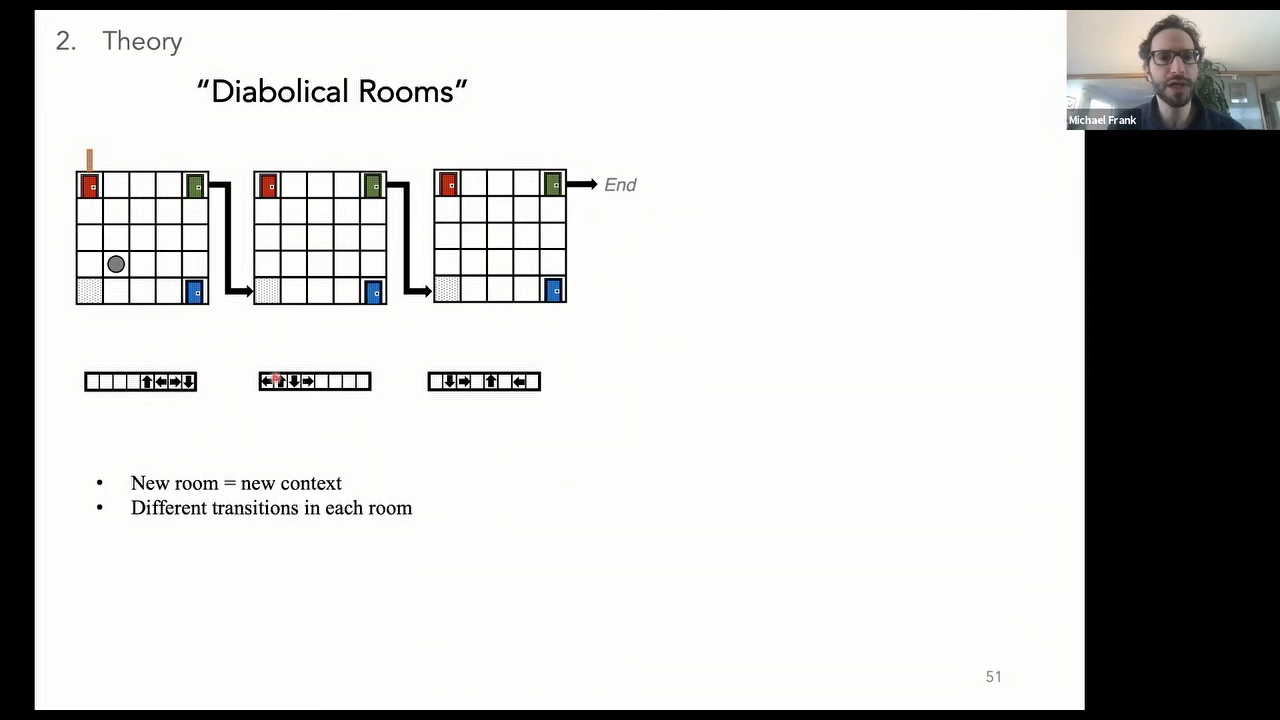 2. Theory
"Diabolical Rooms"
Michael Frank
End
• New room = new context
• Different transitions in each room
51